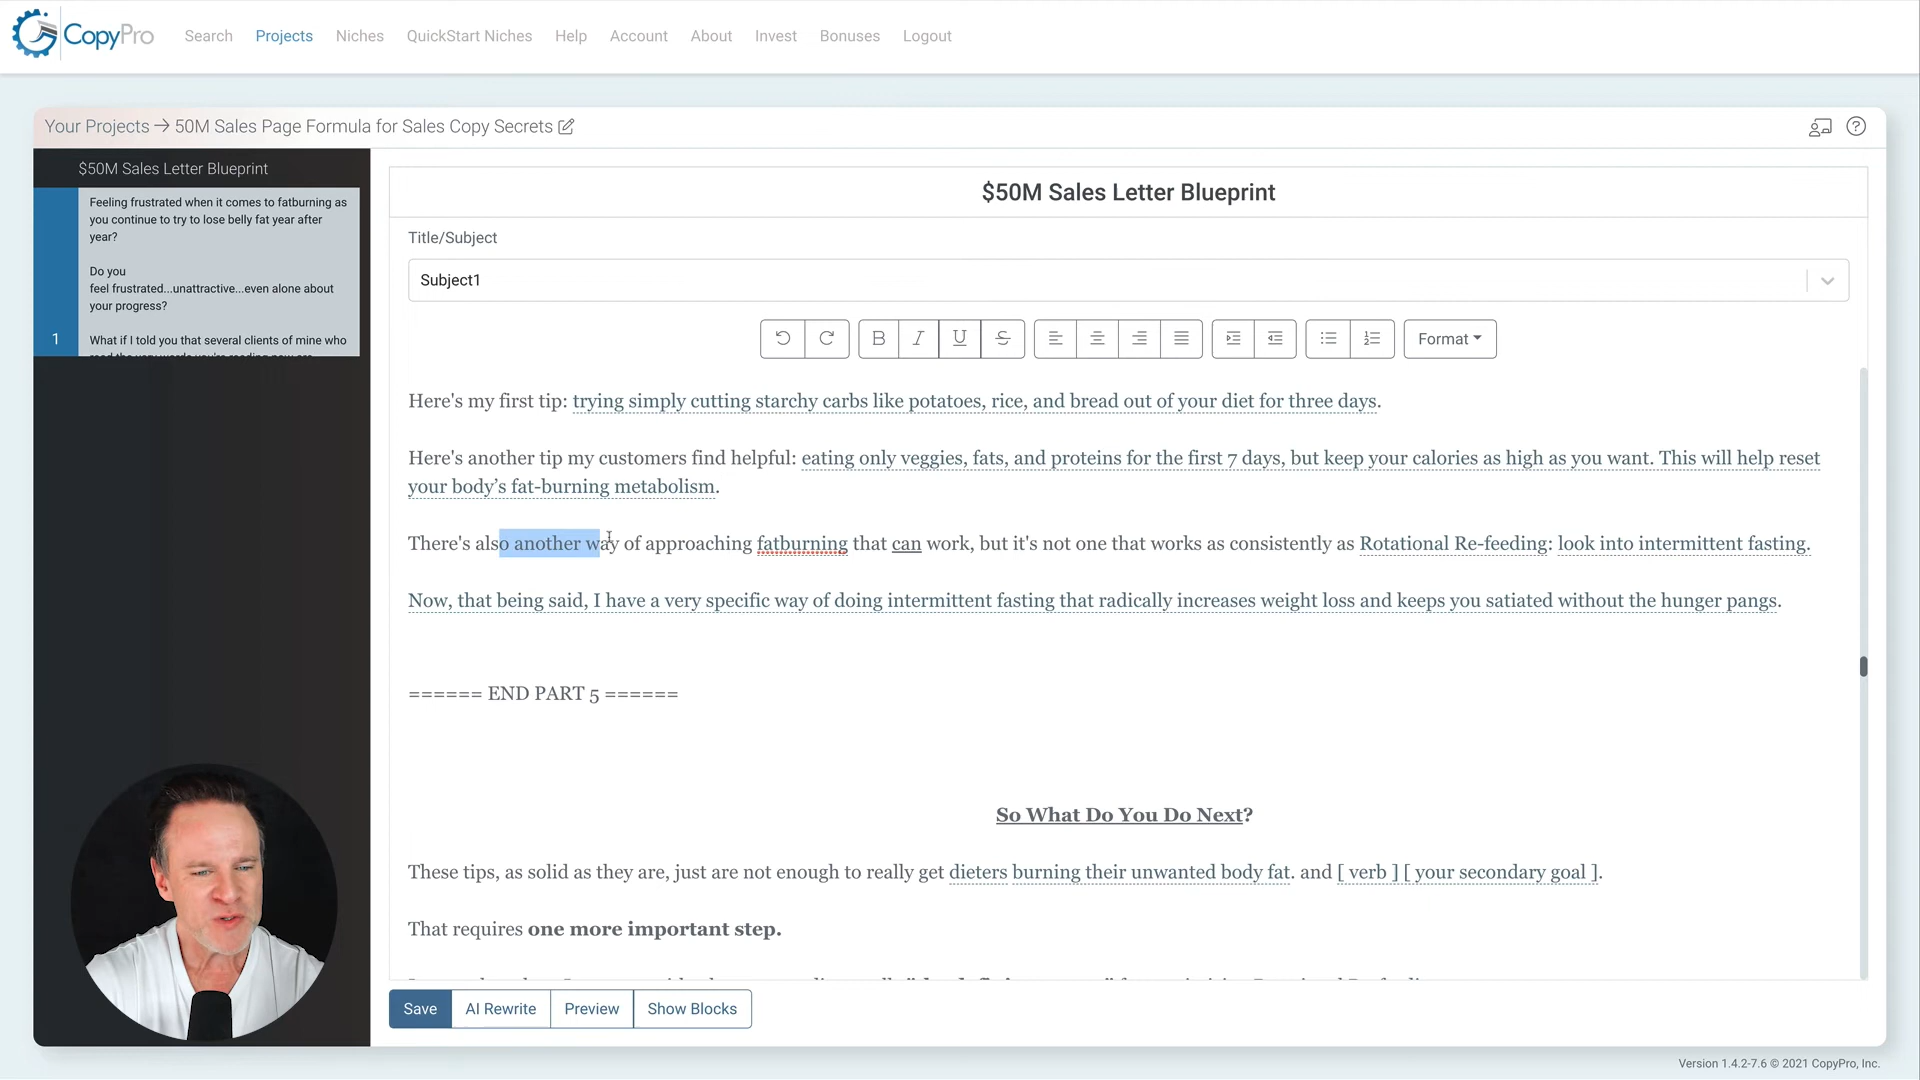 CopyPro
Search Projects Niches QuickStart Niches Help Account About Invest Bonuses Logout
Your Projects → 50M Sales Page Formula for Sales Copy Secrets
$50M Sales Letter Blueprint
Feeling frustrated when it comes to fatburning as
you continue to try to lose belly fat year after
year?
Do you
feel frustrated...unattractive...even alone about
your progress?
What if I told you that several clients of mine who
1
$50M Sales Letter Blueprint
Title/Subject
Subject1
Format
Here's my first tip: trying simply cutting starchy carbs like potatoes, rice, and bread out of your diet for three days.
Here's another tip my customers find helpful: eating only veggies, fats, and proteins for the first 7 days, but keep your calories as high as you want. This will help reset
your body’s fat-burning metabolism.
There's also another way of approaching fatburning that can work, but it's not one that works as consistently as Rotational Re-feeding: look into intermittent fasting.
Now, that being said, I have a very specific way of doing intermittent fasting that radically increases weight loss and keeps you satiated without the hunger pangs.
====== END PART 5 ======
So What Do You Do Next?
These tips, as solid as they are, just are not enough to really get dieters burning their unwanted body fat. and [ verb ] [ your secondary goal ].
That requires one more important step.
Save AI Rewrite Preview Show Blocks
Version 1.4.2-7.6 © 2021 CopyPro, Inc.